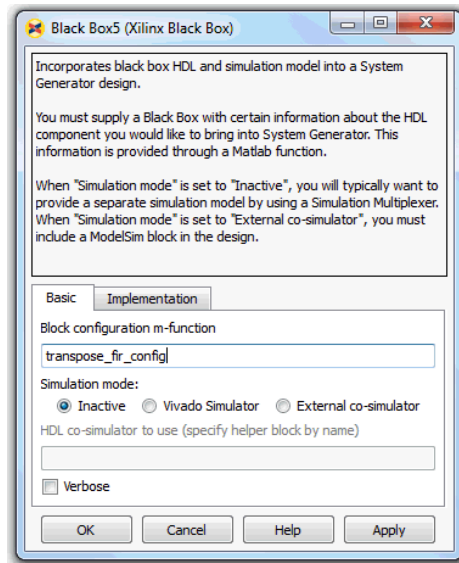 Black Box5 (Xilinx Black Box)
Incorporates black box HDL and simulation model into a System
Generator design.
You must supply a Black Box with certain information about the HDL
component you would like to bring into System Generator. This
information is provided through a Matlab function.
When "Simulation mode" is set to "Inactive", you will typically want to
provide a separate simulation model by using a Simulation Multiplexer.
When "Simulation mode" is set to "External co-simulator", you must
include a ModelSim block in the design.
Basic Implementation
Block configuration m-function
transpose_fir_config
Simulation mode:
Inactive Vivado Simulator External co-simulator
HDL co-simulator to use (specify helper block by name)
Verbose
OK Cancel Help Apply